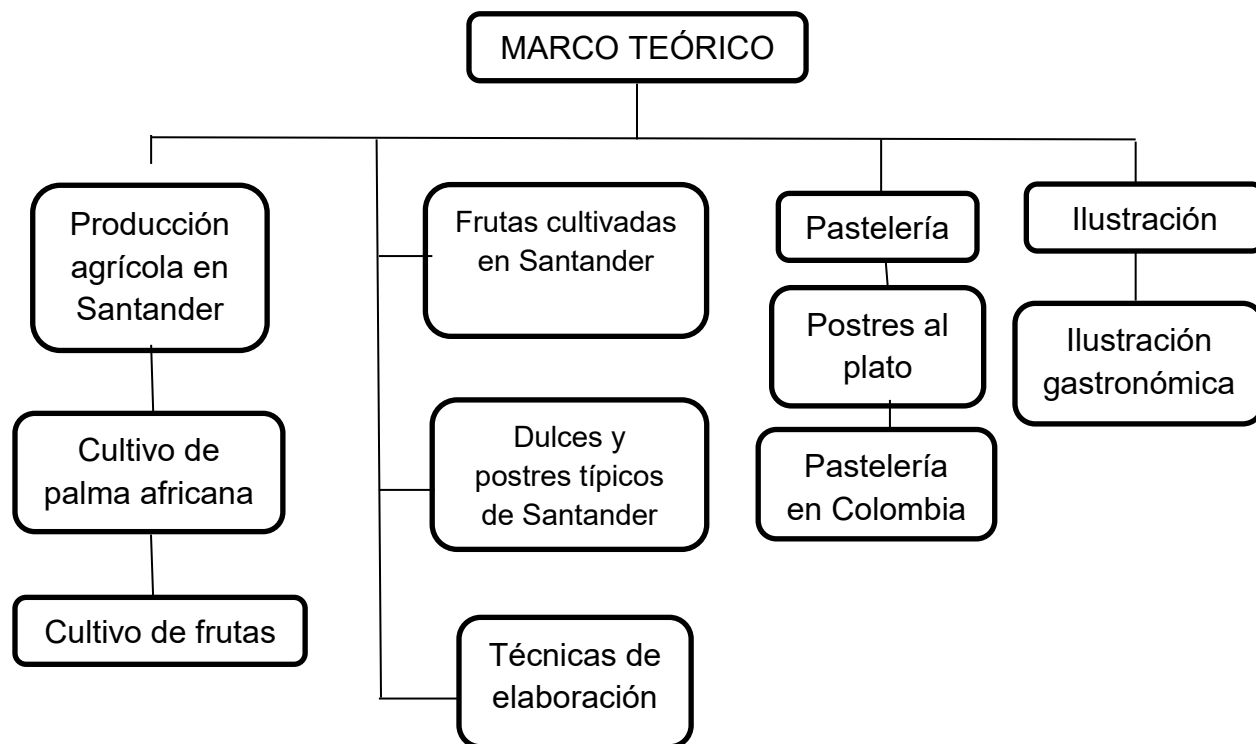 MARCO TEÓRICO
Producción
agrícola en
Santander
Cultivo de
palma africana
Cultivo de frutas
Frutas cultivadas
en Santander
Dulces y
postres típicos
de Santander
Técnicas de
elaboración
Pastelería
Postres al
plato
Pastelería
en Colombia
Ilustración
Ilustración
gastronómica